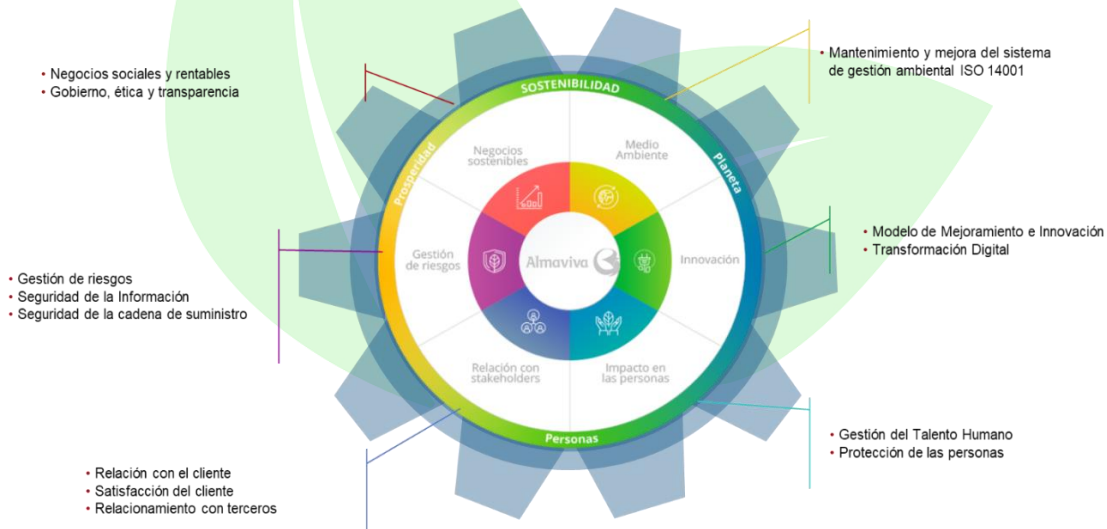 • Negocios sociales y rentables
• Gobierno, ética y transparencia
• Mantenimiento y mejora del sistema
de gestión ambiental ISO 14001
SOSTENIBILIDAD
Prosperidad
Planeta
Personas
Negocios
sostenibles
Medio
Ambiente
Gestión
de riesgos
Almaviva
Innovación
Relación con
stakeholders
Impacto en
las personas
• Modelo de Mejoramiento e Innovación
• Transformación Digital
• Gestión de riesgos
• Seguridad de la Información
• Seguridad de la cadena de suministro
• Gestión del Talento Humano
• Protección de las personas
• Relación con el cliente
• Satisfacción del cliente
• Relacionamiento con terceros